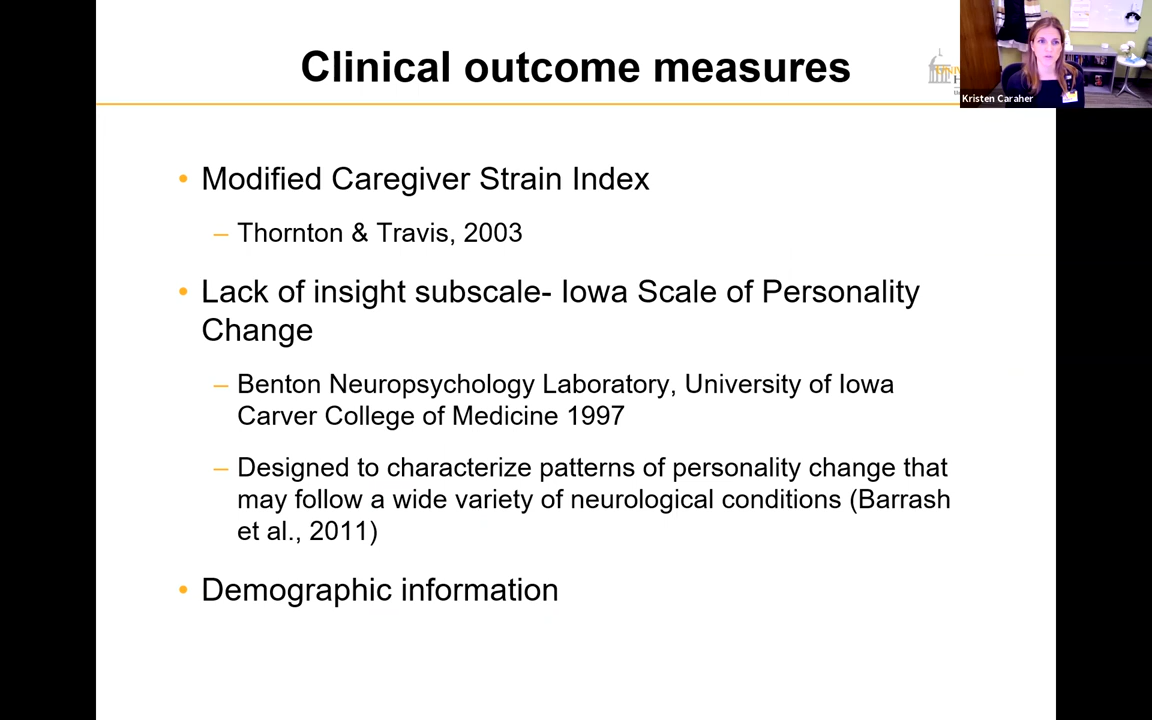 Clinical outcome measures
Kristen Caraher
• Modified Caregiver Strain Index
– Thornton & Travis, 2003
• Lack of insight subscale- Iowa Scale of Personality
Change
– Benton Neuropsychology Laboratory, University of Iowa
Carver College of Medicine 1997
– Designed to characterize patterns of personality change that
may follow a wide variety of neurological conditions (Barrash
et al., 2011)
• Demographic information